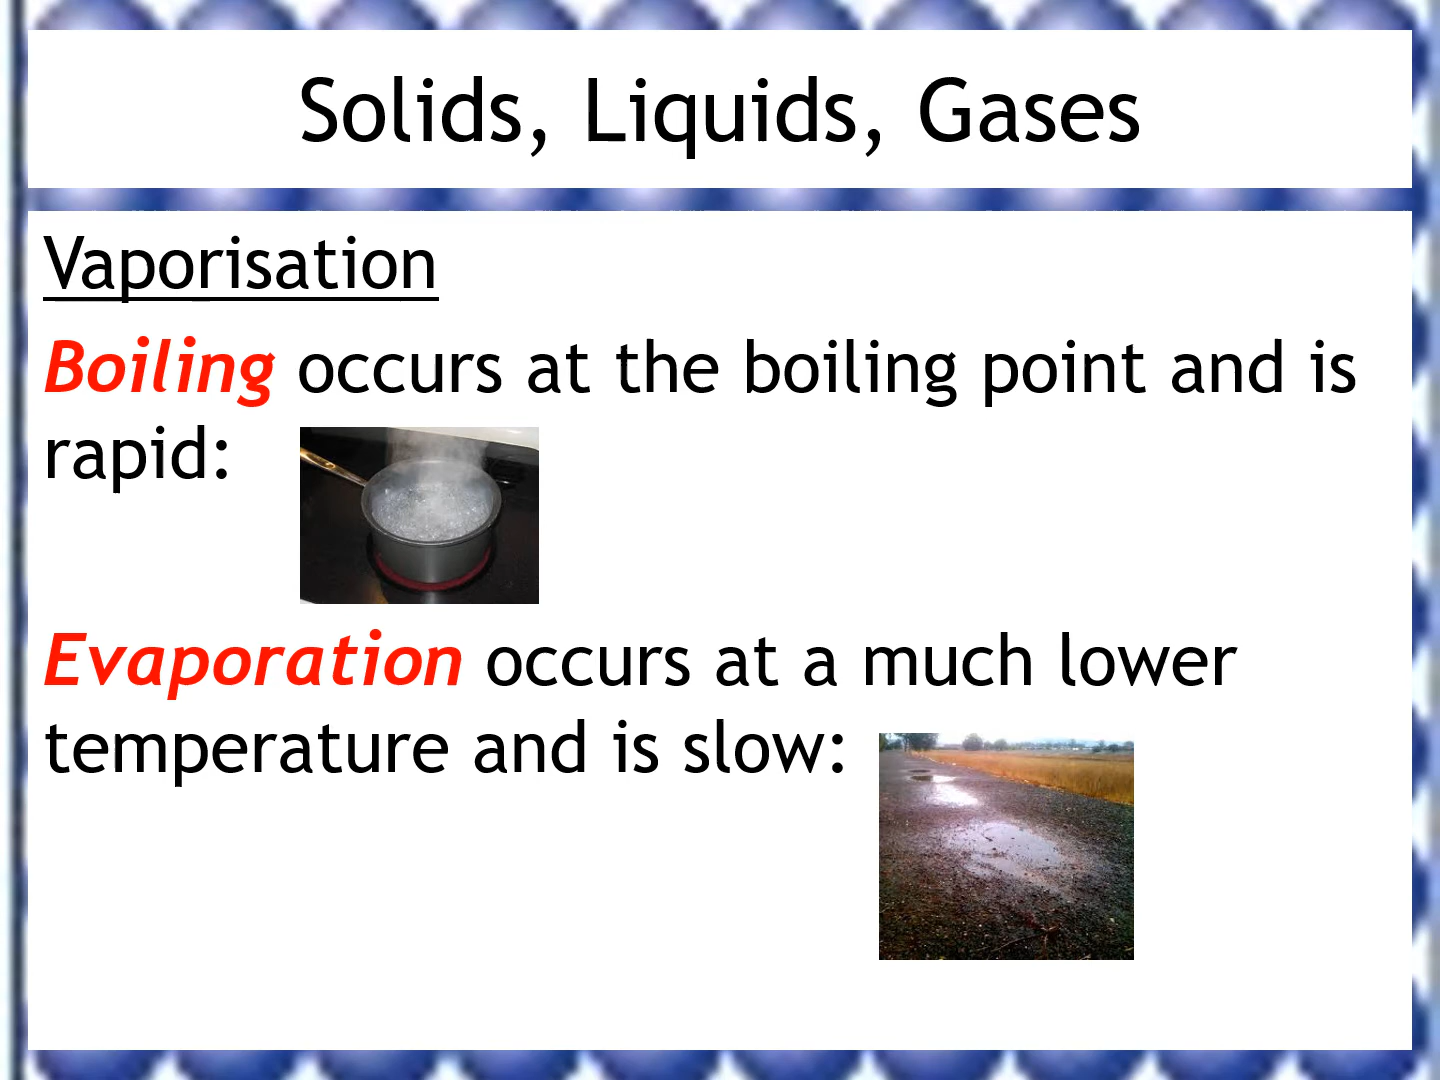 Solids, Liquids, Gases
Vaporisation
Boiling occurs at the boiling point and is
rapid:
Evaporation occurs at a much lower
temperature and is slow: